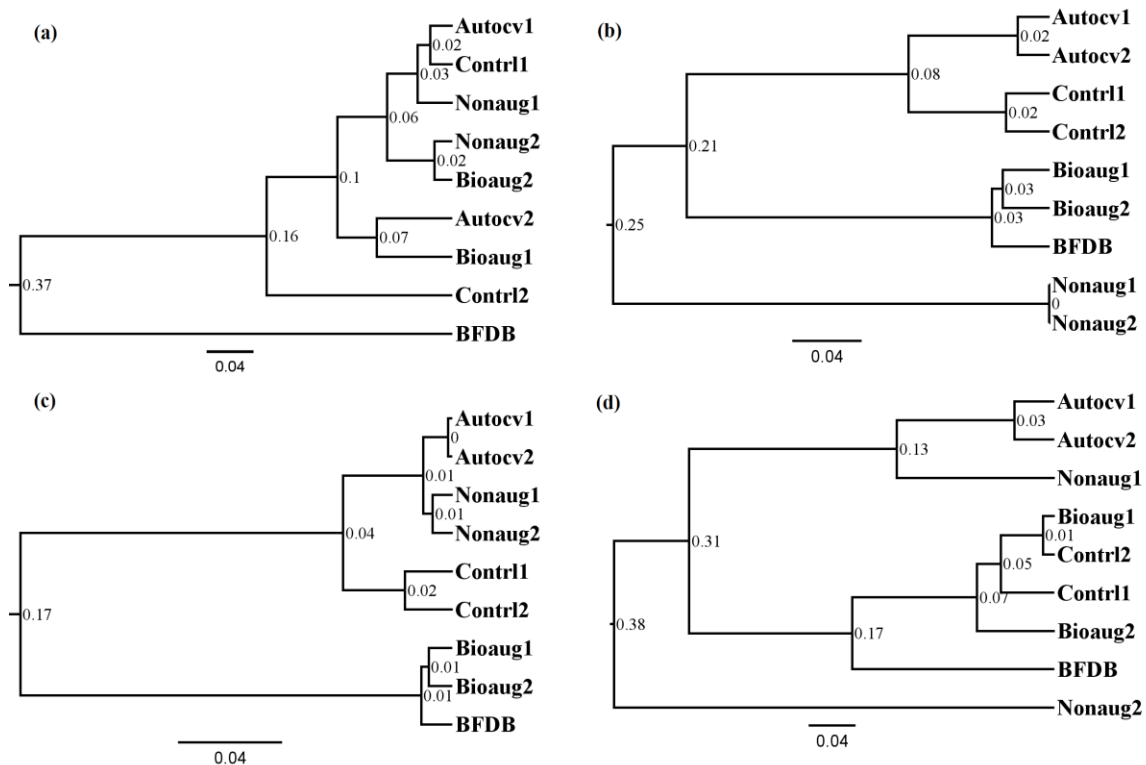 (a)
Autocv1
0.02
Contrl1
0.03
Nonaug1
0.06
Nonaug2
0.02
Bioaug2
0.1
Autocv2
0.16
0.07
Bioaug1
0.37
Contrl2
BFDB
0.04
(b)
Autocv1
0.02
Autocv2
0.08
Contrl1
0.02
Contrl2
0.21
Bioaug1
0.03
Bioaug2
0.03
0.25
BFDB
Nonaug1
0
Nonaug2
0.04
(c)
Autocv1
0
Autocv2
0.01
Nonaug1
0.01
Nonaug2
0.04
Contrl1
0.02
Contrl2
0.17
Bioaug1
0.01
Bioaug2
0.01
BFDB
0.04
(d)
Autocv1
0.03
Autocv2
0.13
Nonaug1
Bioaug1
0.01
0.31
Contrl2
0.05
Contrl1
0.07
0.38
Bioaug2
0.17
BFDB
Nonaug2
0.04